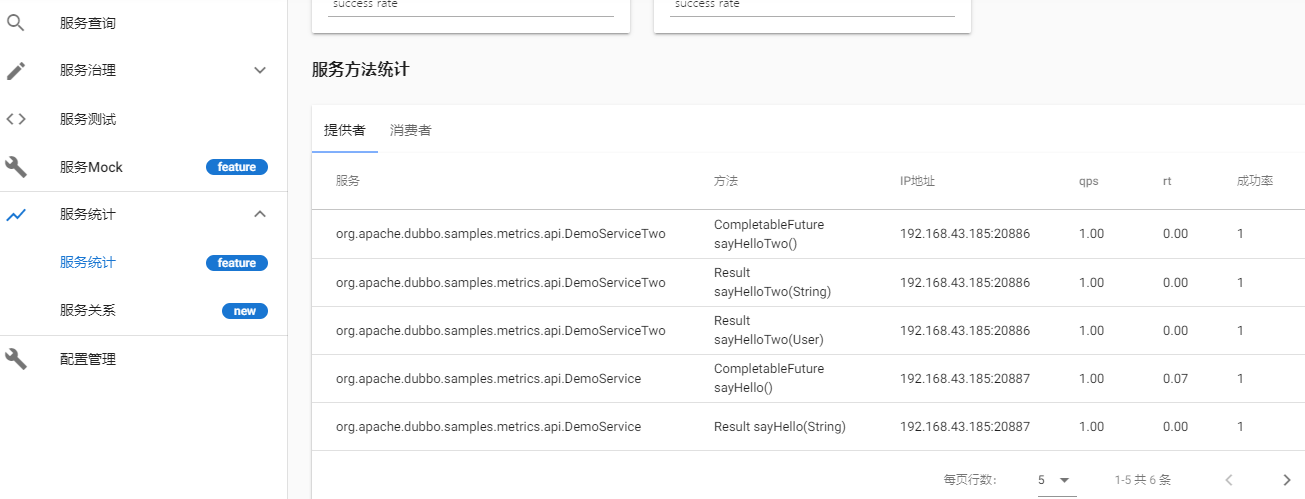 success rate
success rate
服务查询
服务治理
服务测试
服务Mock
feature
服务统计
服务统计
feature
服务关系
new
配置管理
服务方法统计
提供者 消费者
服务 方法 IP地址 qps rt 成功率
org.apache.dubbo.samples.metrics.api.DemoServiceTwo CompletableFuture sayHelloTwo() 192.168.43.185:20886 1.00 0.00 1
org.apache.dubbo.samples.metrics.api.DemoServiceTwo Result sayHelloTwo(String) 192.168.43.185:20886 1.00 0.00 1
org.apache.dubbo.samples.metrics.api.DemoServiceTwo Result sayHelloTwo(User) 192.168.43.185:20886 1.00 0.00 1
org.apache.dubbo.samples.metrics.api.DemoService CompletableFuture sayHello() 192.168.43.185:20887 1.00 0.07 1
org.apache.dubbo.samples.metrics.api.DemoService Result sayHello(String) 192.168.43.185:20887 1.00 0.00 1
每页行数: 5 1-5 共 6 条